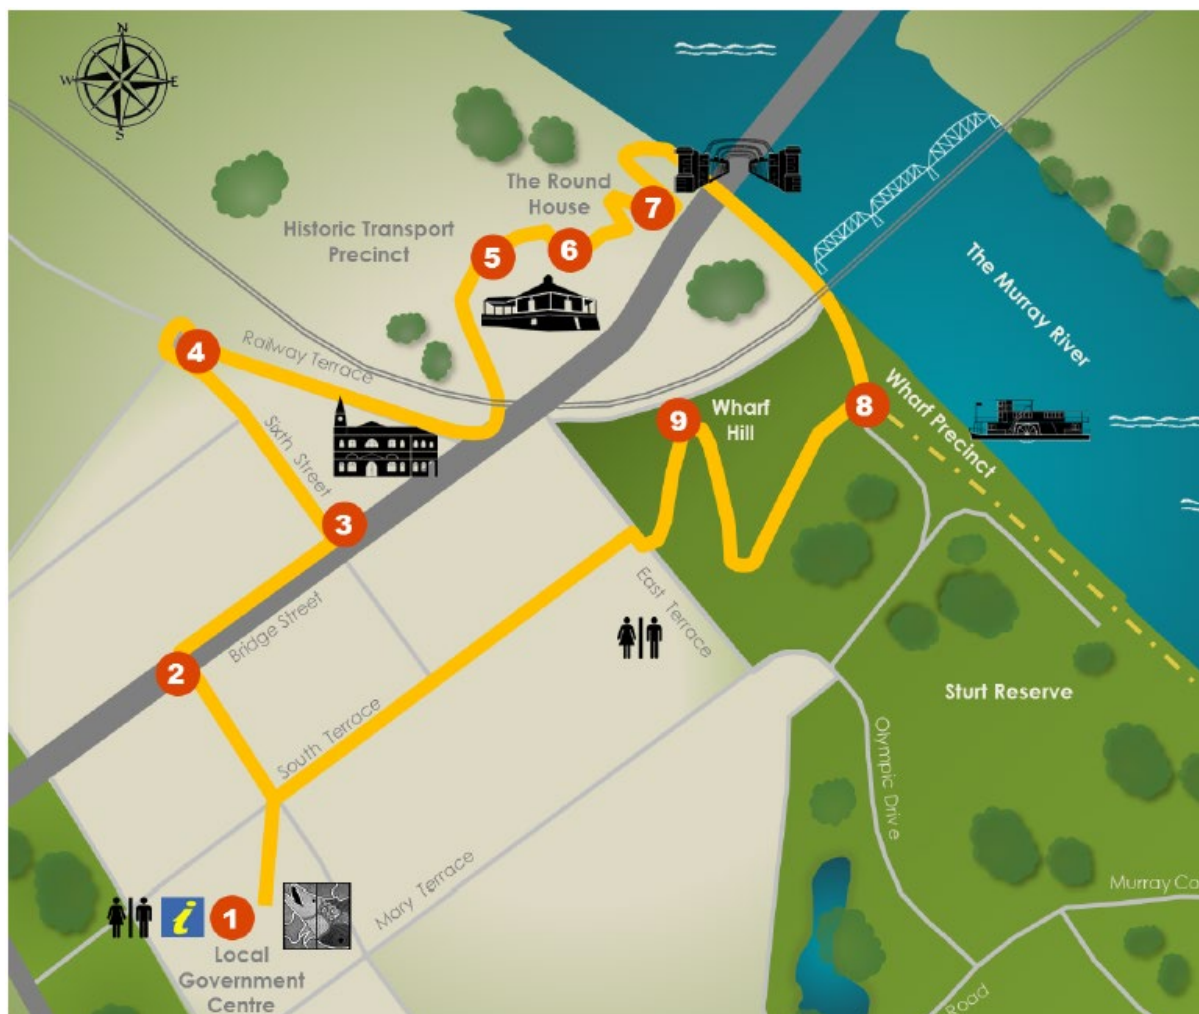 N
W
E
S
The Round
House
Historic Transport
Precinct
7
6
5
4
Railway Terrace
The Murray River
Sixth Street
9
Wharf
Hill
8
Wharf Precinct
3
Bridge Street
East Terrace
2
South Terrace
Sturt Reserve
Olympic Drive
Mary Terrace
Murray Co
i
1
Local
Government
Centre
Road